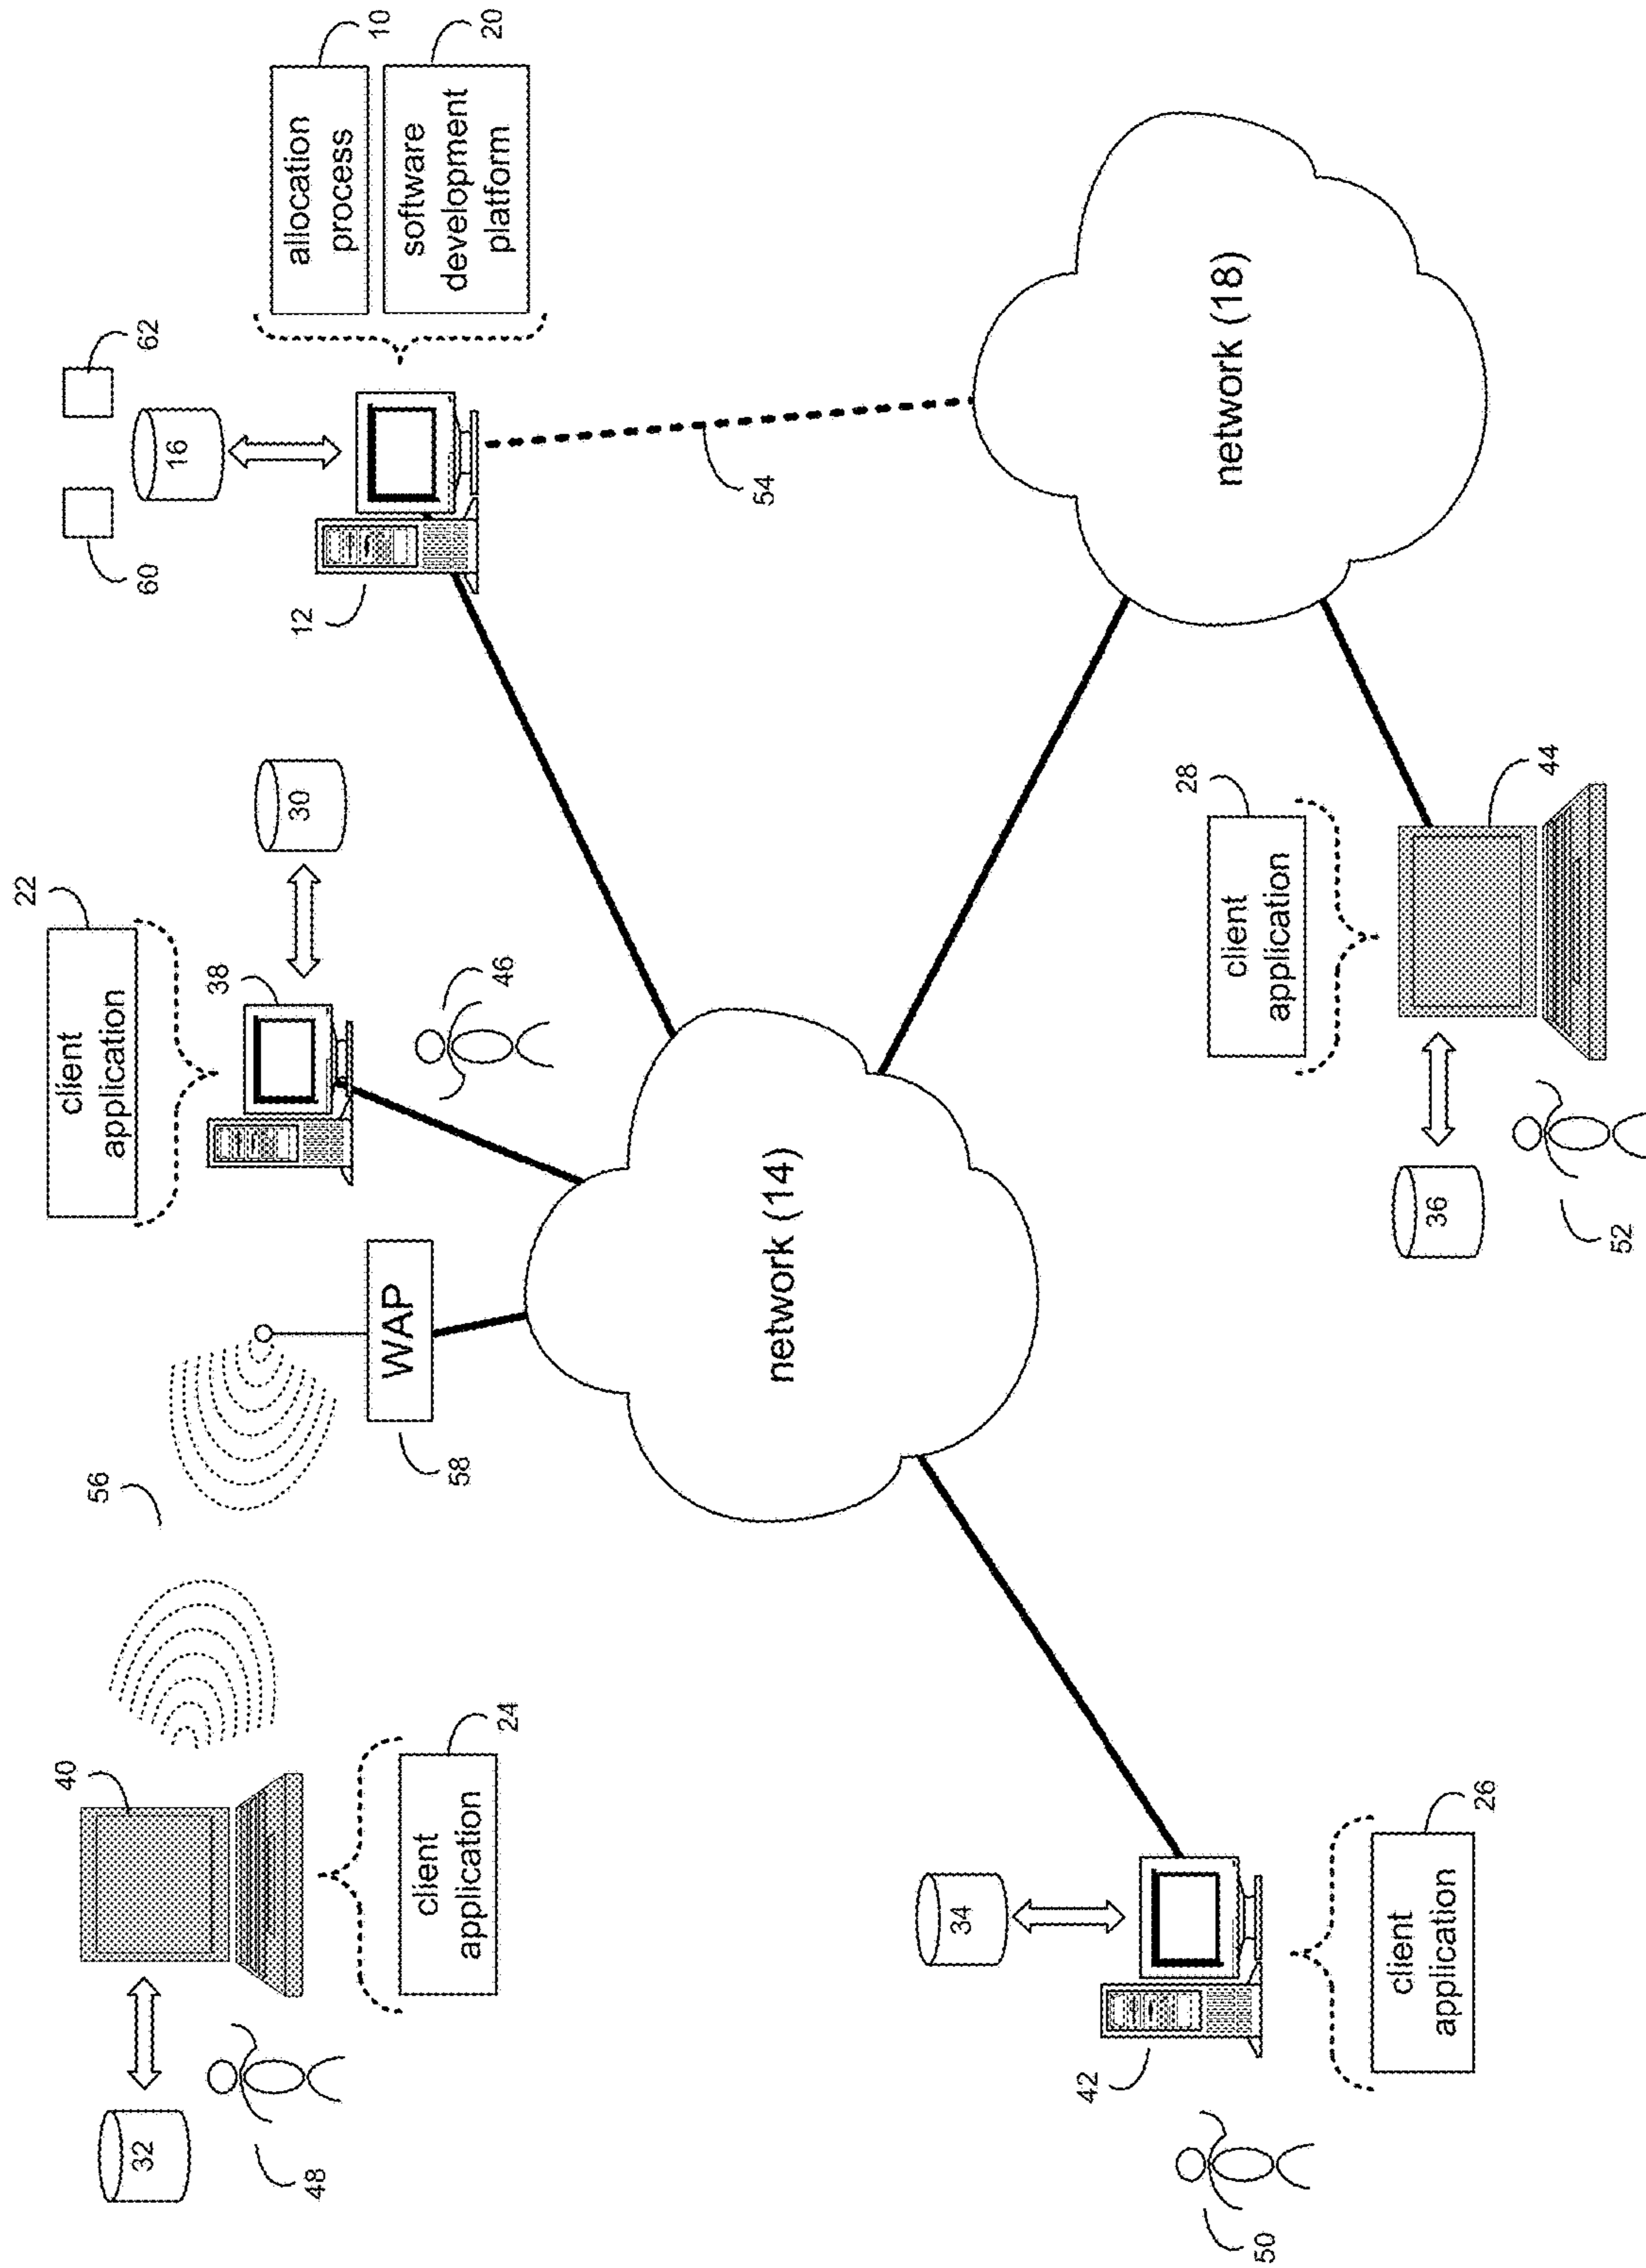 56
22
62
40
client
application
60
16
10
38
allocation
process
32
30
12
20
software
development
platform
48
46
WAP
58
client
application
24
54
34
network (14)
network (18)
28
client
application
42
44
50
36
52
client
application
26